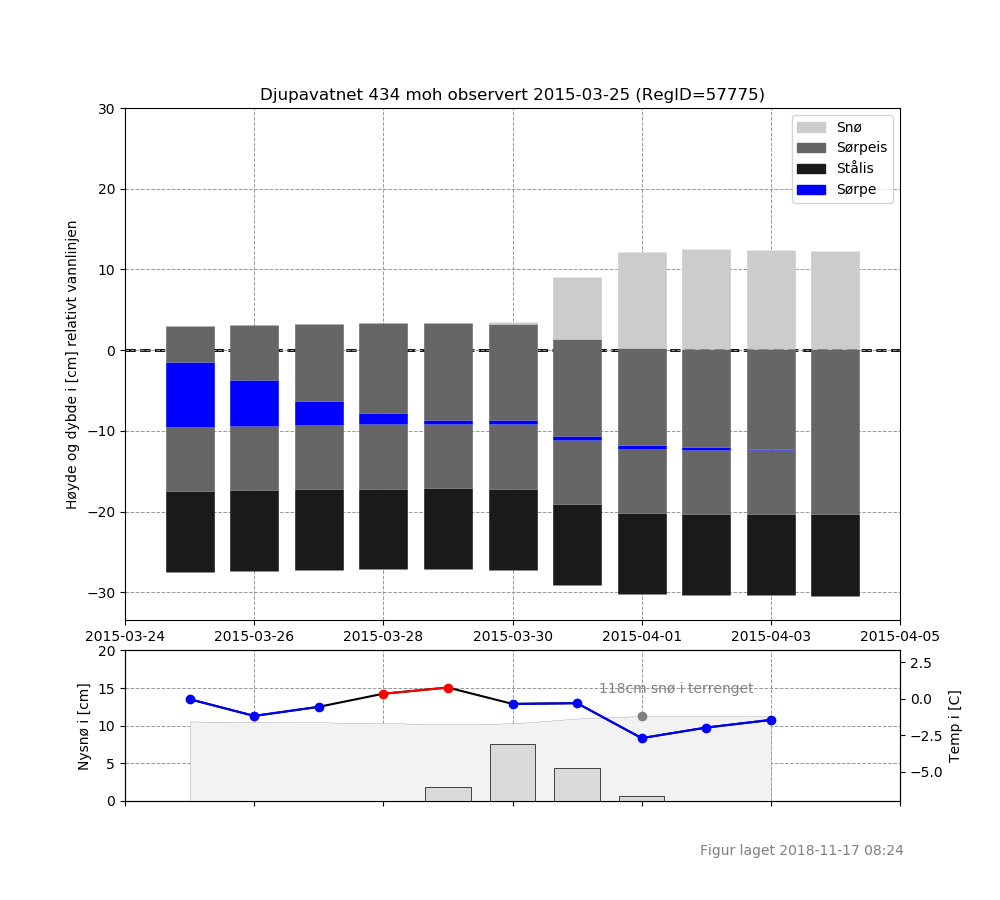 Djupavatnet 434 moh observert 2015-03-25 (RegID=57775)
Høyde og dybde i [cm] relativt vannlinjen
30
20
10
0
−10
−20
−30
Snø
Sørpeis
Stålis
Sørpe
2015-03-24 2015-03-26 2015-03-28 2015-03-30 2015-04-01 2015-04-03 2015-04-05
Nysnø i [cm]
20
15
10
5
0
118cm snø i terrenget
2.5
0.0
−2.5
−5.0
Temp i [C]
Figur laget 2018-11-17 08:24